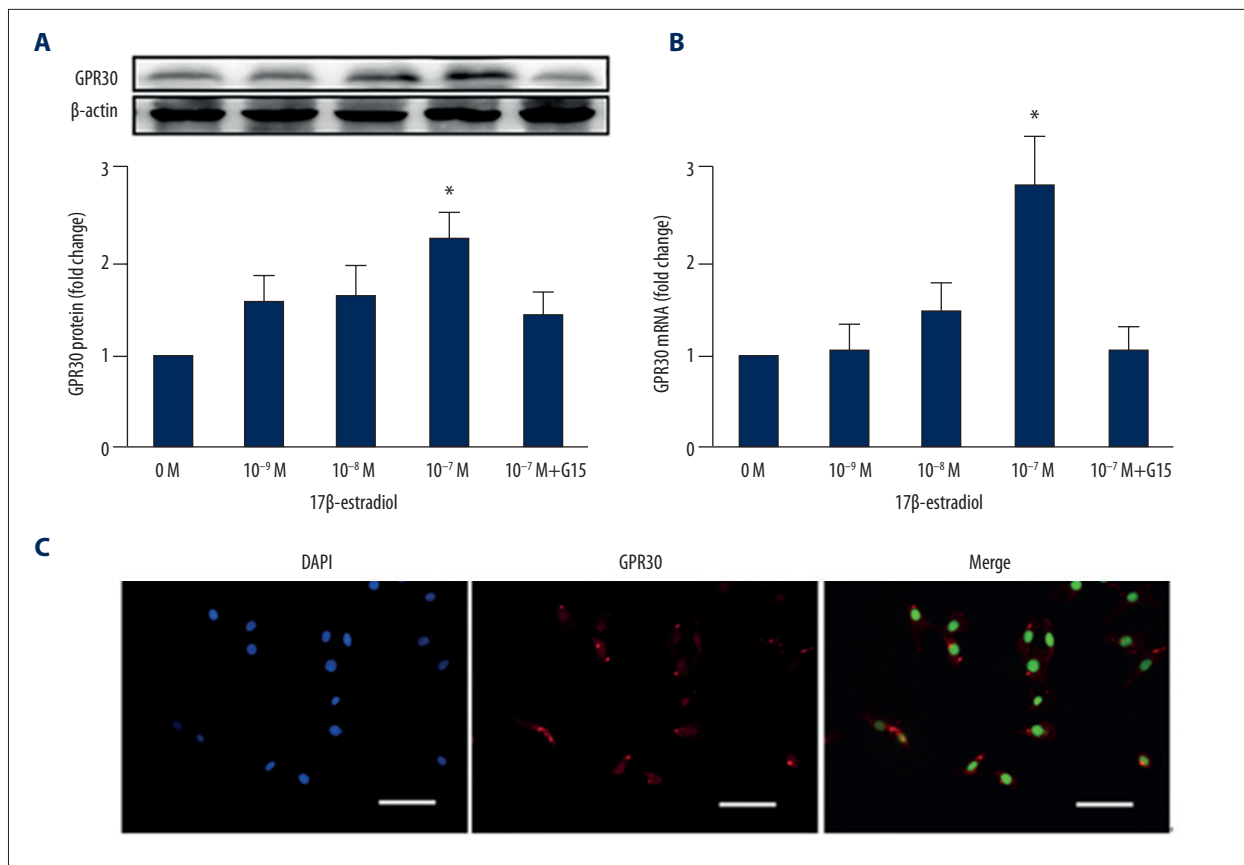 A
GPR30
β-actin
GPR30 protein (fold change)
3
2
1
0
*
0 M
10⁻⁹ M
10⁻⁸ M
10⁻⁷ M
10⁻⁷ M+G15
17β-estradiol
B
GPR30 mRNA (fold change)
3
2
1
0
*
0 M
10⁻⁹ M
10⁻⁸ M
10⁻⁷ M
10⁻⁷ M+G15
17β-estradiol
C
DAPI
GPR30
Merge